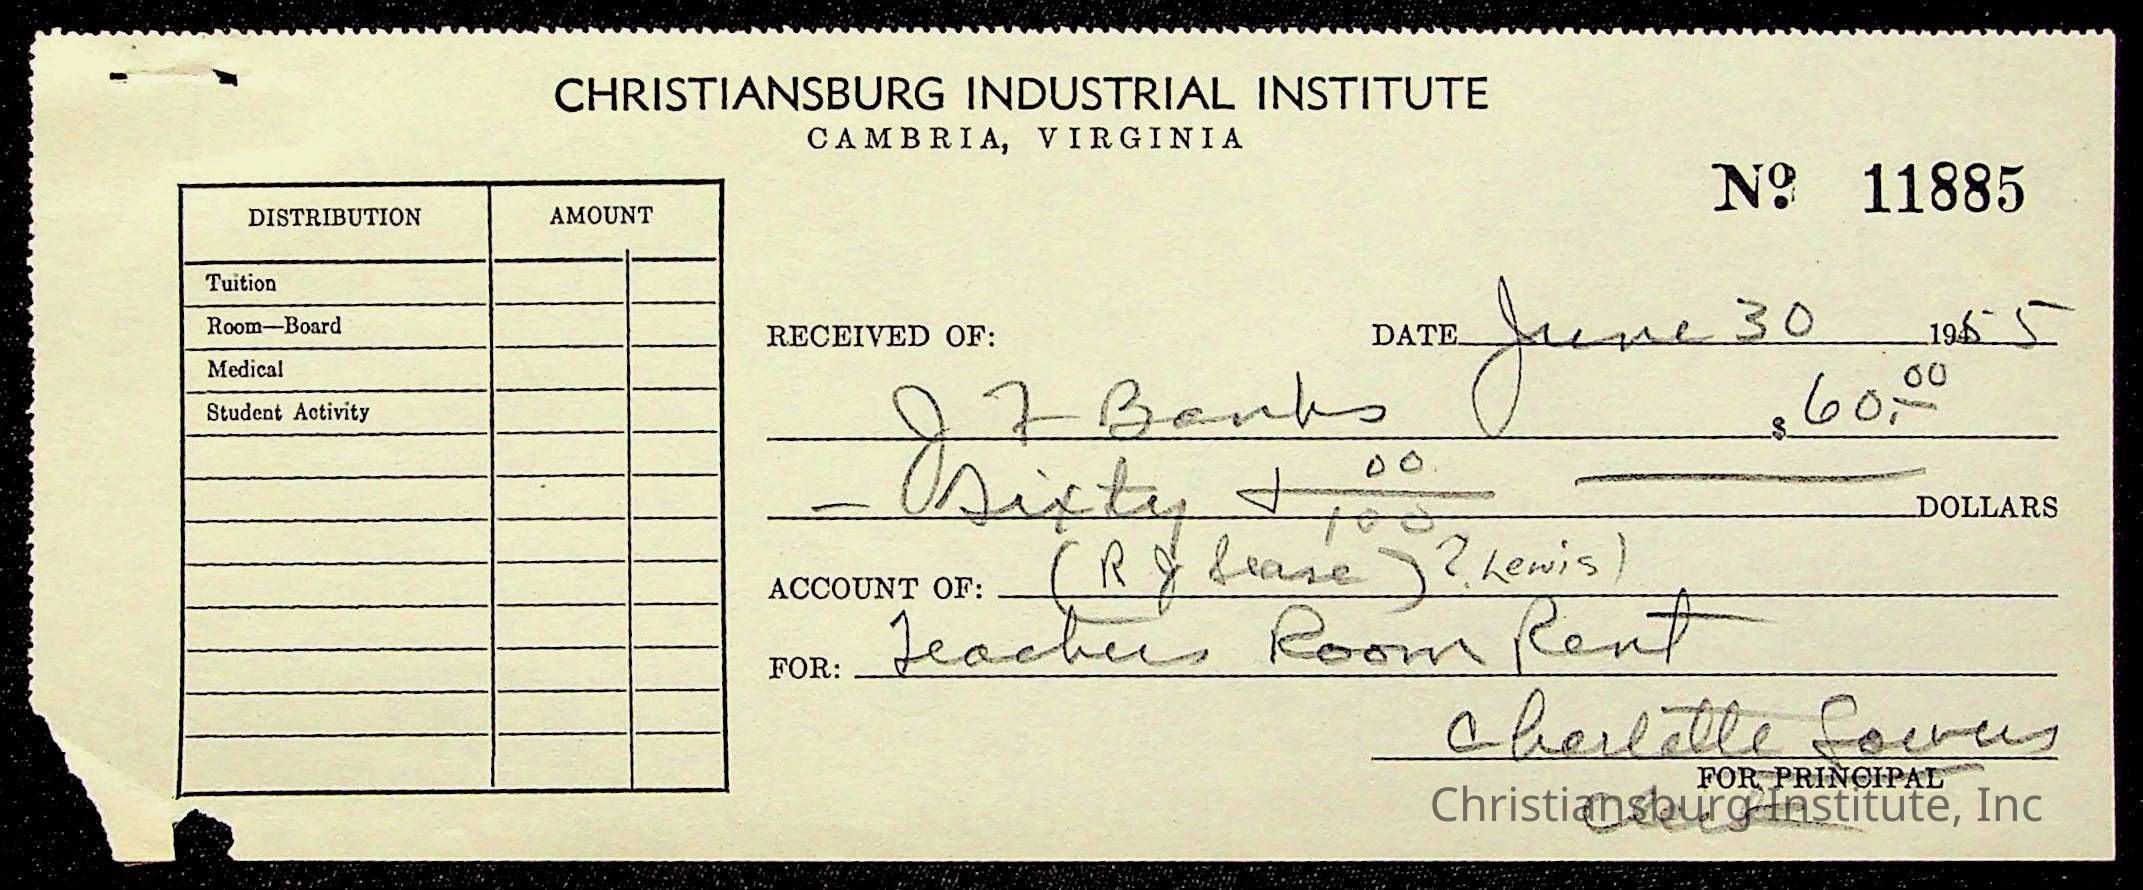 CHRISTIANSBURG INDUSTRIAL INSTITUTE
CAMBRIA, VIRGINIA
Nº 11885
DISTRIBUTION AMOUNT
Tuition
Room—Board
Medical
Student Activity
RECEIVED OF: DATE June 30 1955
J F Banks $ 60.00
— Sixty + 00/100 DOLLARS
ACCOUNT OF: (R J Lease) ? Lewis)
FOR: Teachers Room Rent
Charlotte
FOR PRINCIPAL
Christiansburg Institute, Inc